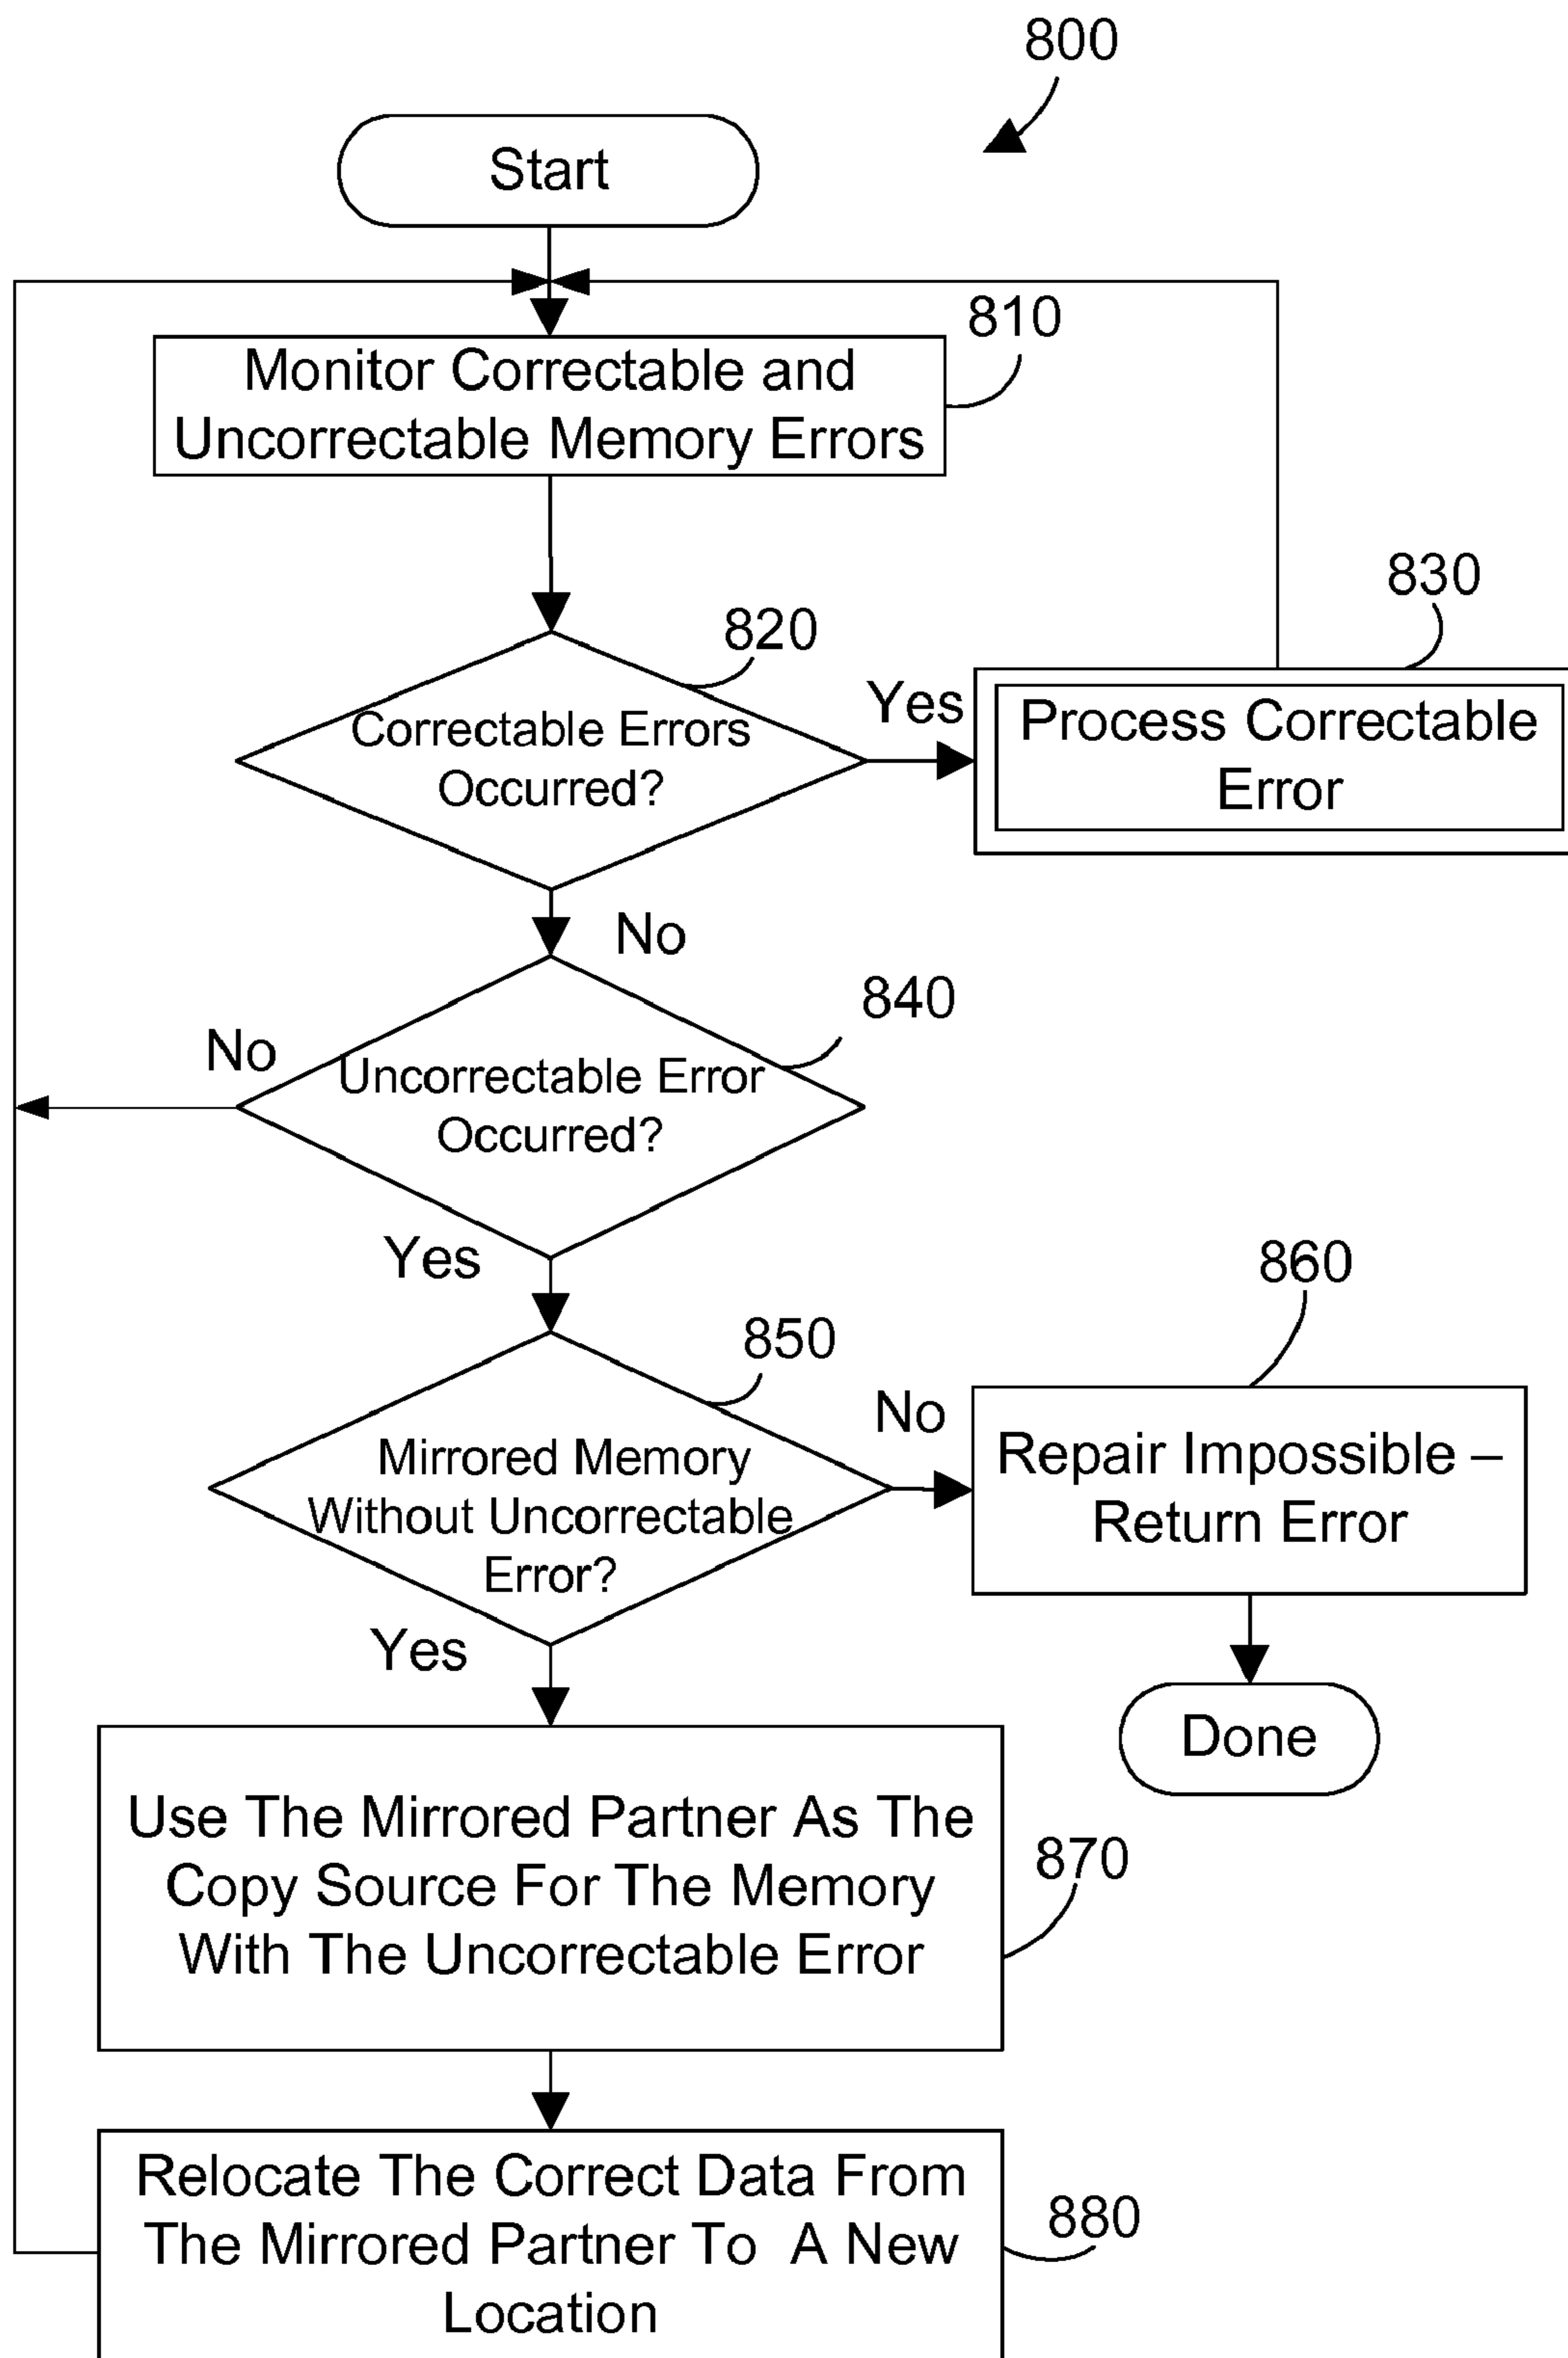 800
Start
810
Monitor Correctable and
Uncorrectable Memory Errors
830
820
Yes
Correctable Errors
Occurred?
Process Correctable
Error
No
840
No
Uncorrectable Error
Occurred?
Yes
860
850
No
Mirrored Memory
Without Uncorrectable
Error?
Repair Impossible –
Return Error
Yes
Done
Use The Mirrored Partner As The
Copy Source For The Memory
With The Uncorrectable Error
870
Relocate The Correct Data From
The Mirrored Partner To A New
Location
880